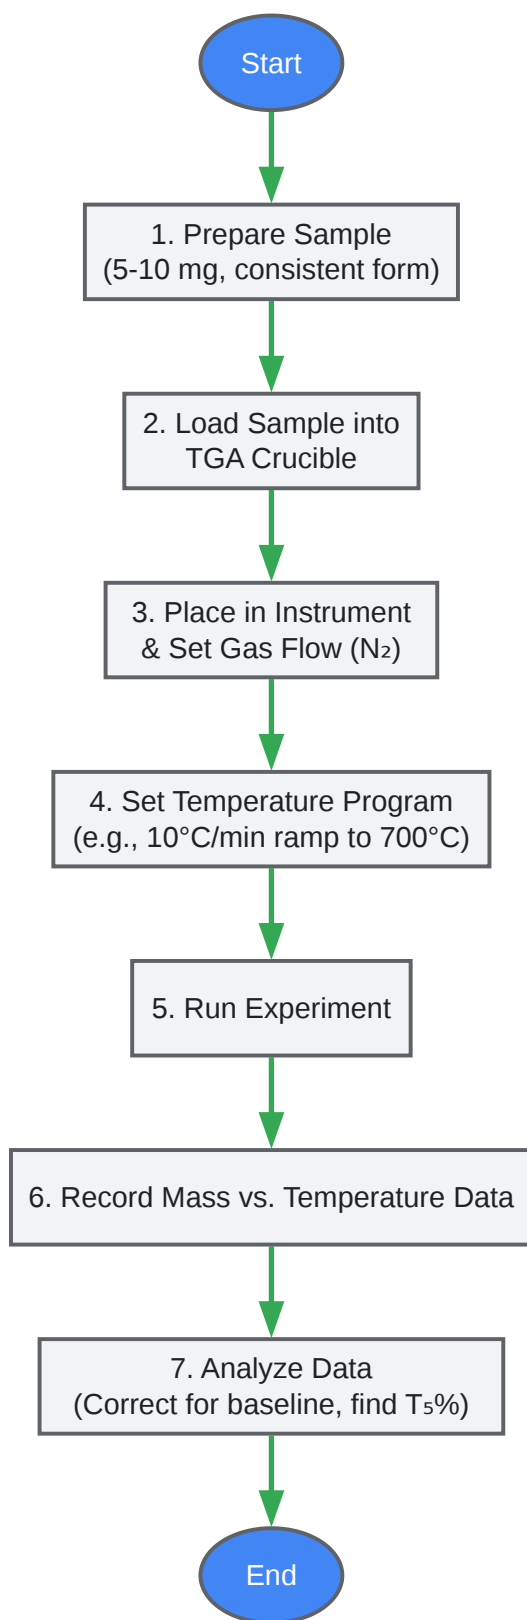 Start
1. Prepare Sample
(5-10 mg, consistent form)
2. Load Sample into
TGA Crucible
3. Place in Instrument
& Set Gas Flow (N₂)
4. Set Temperature Program
(e.g., 10°C/min ramp to 700°C)
5. Run Experiment
6. Record Mass vs. Temperature Data
7. Analyze Data
(Correct for baseline, find T₅%)
End